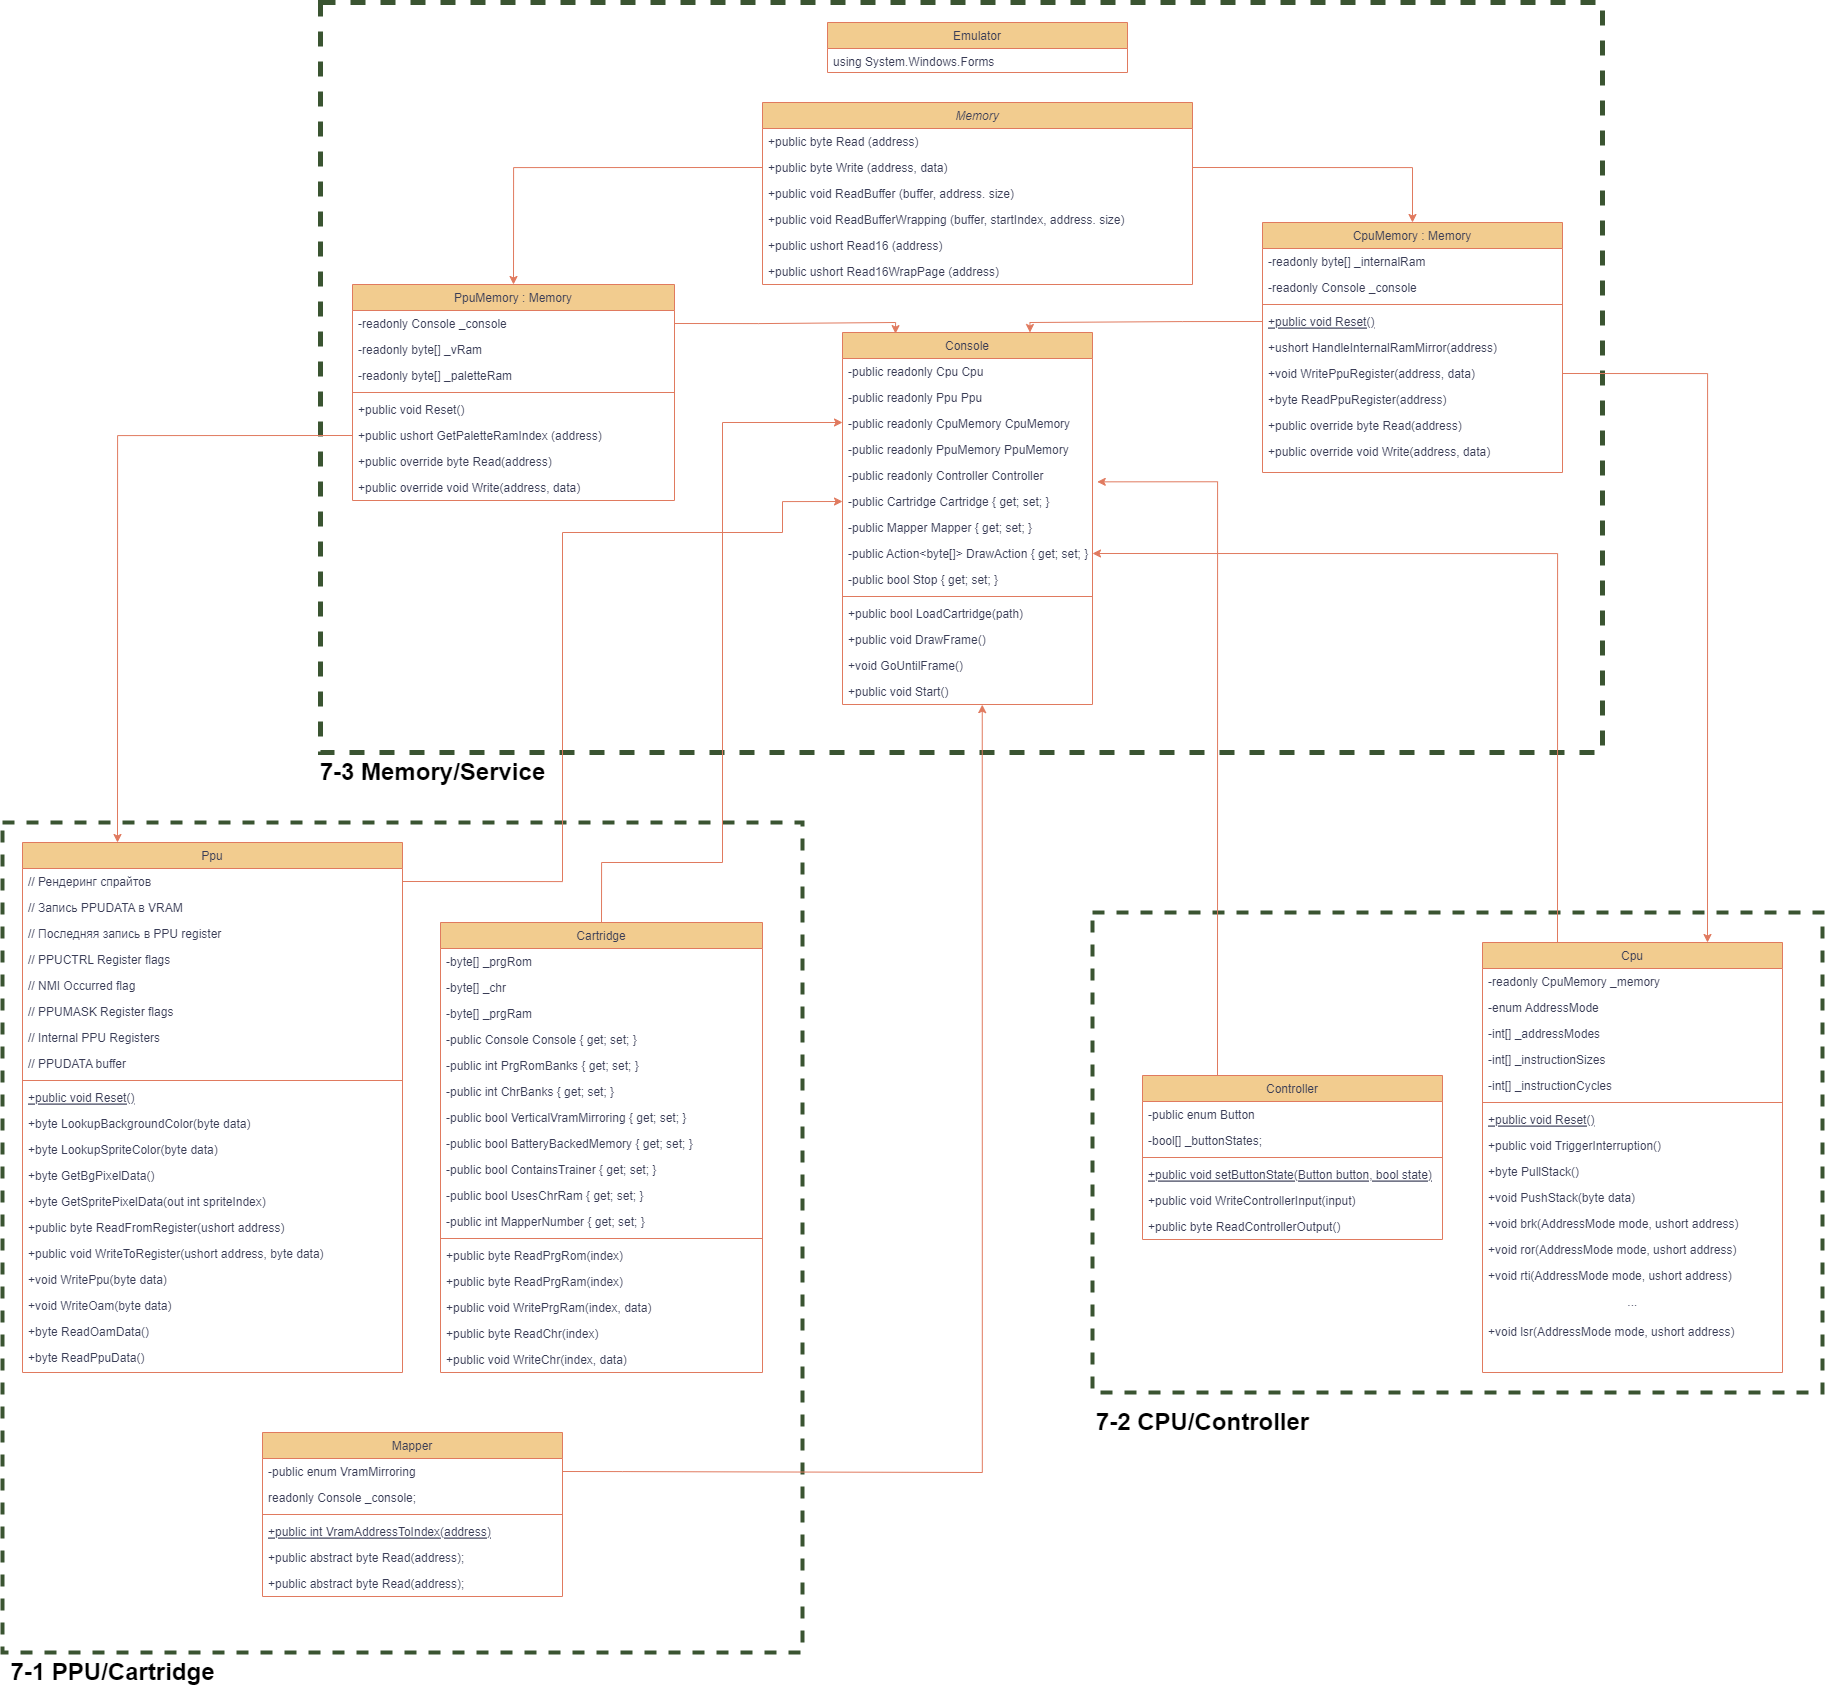 Emulator
using System.Windows.Forms
Memory
+public byte Read (address)
+public byte Write (address, data)
+public void ReadBuffer (buffer, address. size)
+public void ReadBufferWrapping (buffer, startIndex, address. size)
+public ushort Read16 (address)
+public ushort Read16WrapPage (address)
CpuMemory : Memory
-readonly byte[] _internalRam
-readonly Console _console
+public void Reset()
+ushort HandleInternalRamMirror(address)
+void WritePpuRegister(address, data)
+byte ReadPpuRegister(address)
+public override byte Read(address)
+public override void Write(address, data)
PpuMemory : Memory
-readonly Console _console
-readonly byte[] _vRam
-readonly byte[] _paletteRam
+public void Reset()
+public ushort GetPaletteRamIndex (address)
+public override byte Read(address)
+public override void Write(address, data)
Console
-public readonly Cpu Cpu
-public readonly Ppu Ppu
-public readonly CpuMemory CpuMemory
-public readonly PpuMemory PpuMemory
-public readonly Controller Controller
-public Cartridge Cartridge { get; set; }
-public Mapper Mapper { get; set; }
-public Action<byte[]> DrawAction { get; set; }
-public bool Stop { get; set; }
+public bool LoadCartridge(path)
+public void DrawFrame()
+void GoUntilFrame()
+public void Start()
7-3 Memory/Service
Ppu
// Рендеринг спрайтов
// Запись PPUDATA в VRAM
// Последняя запись в PPU register
// PPUCTRL Register flags
// NMI Occurred flag
// PPUMASK Register flags
// Internal PPU Registers
// PPUDATA buffer
+public void Reset()
+byte LookupBackgroundColor(byte data)
+byte LookupSpriteColor(byte data)
+byte GetBgPixelData()
+byte GetSpritePixelData(out int spriteIndex)
+public byte ReadFromRegister(ushort address)
+public void WriteToRegister(ushort address, byte data)
+void WritePpu(byte data)
+void WriteOam(byte data)
+byte ReadOamData()
+byte ReadPpuData()
Cartridge
-byte[] _prgRom
-byte[] _chr
-byte[] _prgRam
-public Console Console { get; set; }
-public int PrgRomBanks { get; set; }
-public int ChrBanks { get; set; }
-public bool VerticalVramMirroring { get; set; }
-public bool BatteryBackedMemory { get; set; }
-public bool ContainsTrainer { get; set; }
-public bool UsesChrRam { get; set; }
-public int MapperNumber { get; set; }
+public byte ReadPrgRom(index)
+public byte ReadPrgRam(index)
+public void WritePrgRam(index, data)
+public byte ReadChr(index)
+public void WriteChr(index, data)
Mapper
-public enum VramMirroring
readonly Console _console;
+public int VramAddressToIndex(address)
+public abstract byte Read(address);
+public abstract byte Read(address);
7-1 PPU/Cartridge
Controller
-public enum Button
-bool[] _buttonStates;
+public void setButtonState(Button button, bool state)
+public void WriteControllerInput(input)
+public byte ReadControllerOutput()
Cpu
-readonly CpuMemory _memory
-enum AddressMode
-int[] _addressModes
-int[] _instructionSizes
-int[] _instructionCycles
+public void Reset()
+public void TriggerInterruption()
+byte PullStack()
+void PushStack(byte data)
+void brk(AddressMode mode, ushort address)
+void ror(AddressMode mode, ushort address)
+void rti(AddressMode mode, ushort address)
...
+void lsr(AddressMode mode, ushort address)
7-2 CPU/Controller